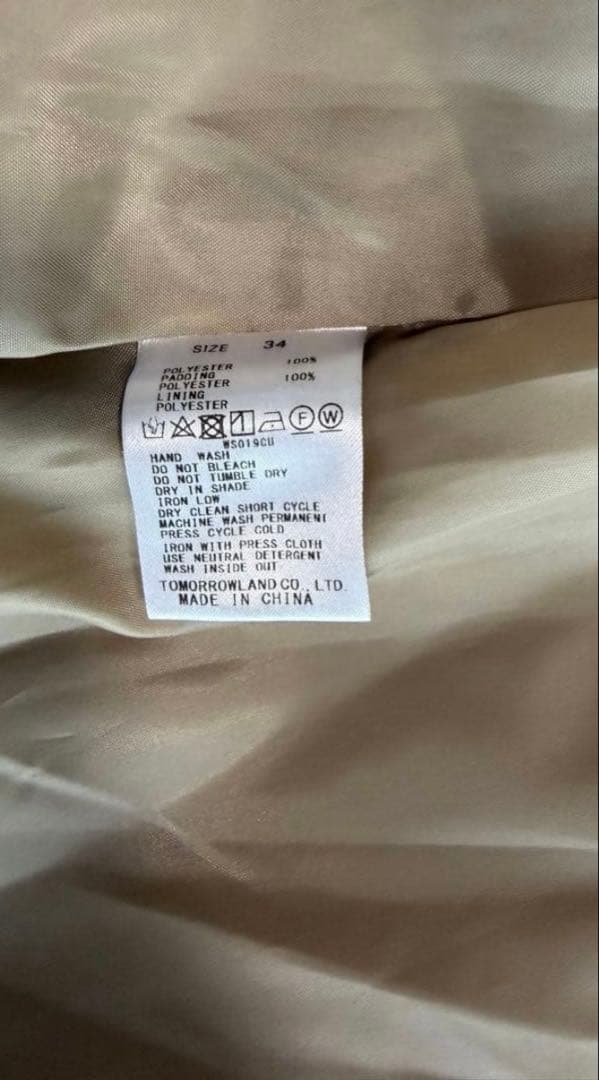 SIZE 34
POLYESTER 100%
PADDING
POLYESTER 100%
LINING
POLYESTER
F W
WS019CU
HAND WASH
DO NOT BLEACH
DO NOT TUMBLE DRY
DRY IN SHADE
IRON LOW
DRY CLEAN SHORT CYCLE
MACHINE WASH PERMANENT
PRESS CYCLE COLD
IRON WITH PRESS CLOTH
USE NEUTRAL DETERGENT
WASH INSIDE OUT
TOMORROWLAND CO., LTD.
MADE IN CHINA